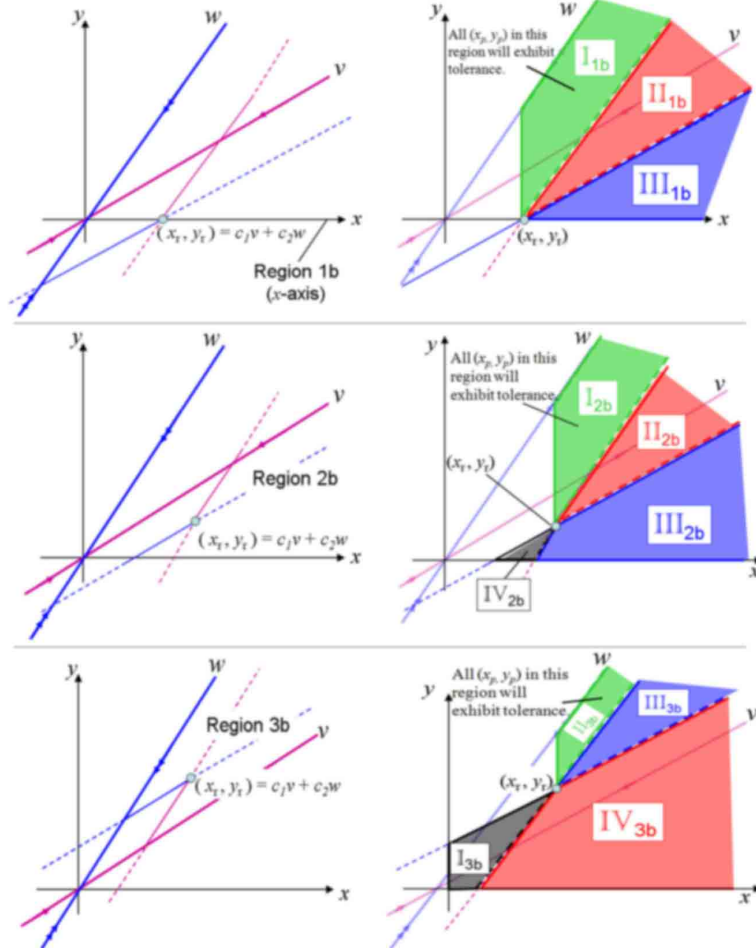 y
w
v
x
(xr, yr) = c1v + c2w
Region 1b
(x-axis)
w
y
All (xp, yp) in this
region will exhibit
tolerance.
I1b
v
II1b
III1b
x
(xr, yr)
y
w
v
Region 2b
(xr, yr) = c1v + c2w
x
y
w
All (xp, yp) in this
region will
exhibit tolerance.
I2b
v
II2b
(xr, yr)
III2b
IV2b
x
y
w
Region 3b
v
(xr, yr) = c1v + c2w
x
w
y
All (xp, yp) in this
region will
exhibit tolerance.
II3b
III3b
v
(xr, yr)
IV3b
I3b
x